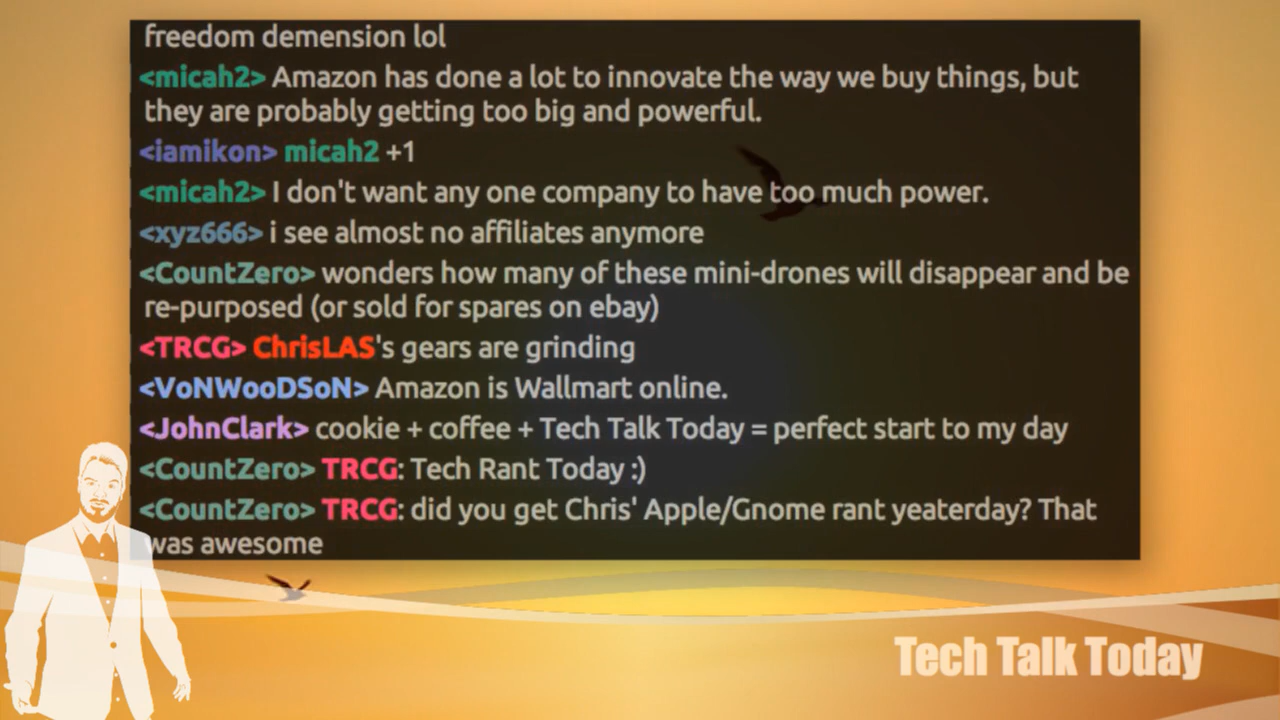 freedom demension lol
<micah2> Amazon has done a lot to innovate the way we buy things, but
they are probably getting too big and powerful.
<iamikon> micah2 +1
<micah2> I don't want any one company to have too much power.
<xyz666> i see almost no affiliates anymore
<CountZero> wonders how many of these mini-drones will disappear and be
re-purposed (or sold for spares on ebay)
<TRCG> ChrisLAS's gears are grinding
<VoNWooDSoN> Amazon is Wallmart online.
<JohnClark> cookie + coffee + Tech Talk Today = perfect start to my day
<CountZero> TRCG: Tech Rant Today :)
<CountZero> TRCG: did you get Chris' Apple/Gnome rant yeaterday? That
was awesome
Tech Talk Today